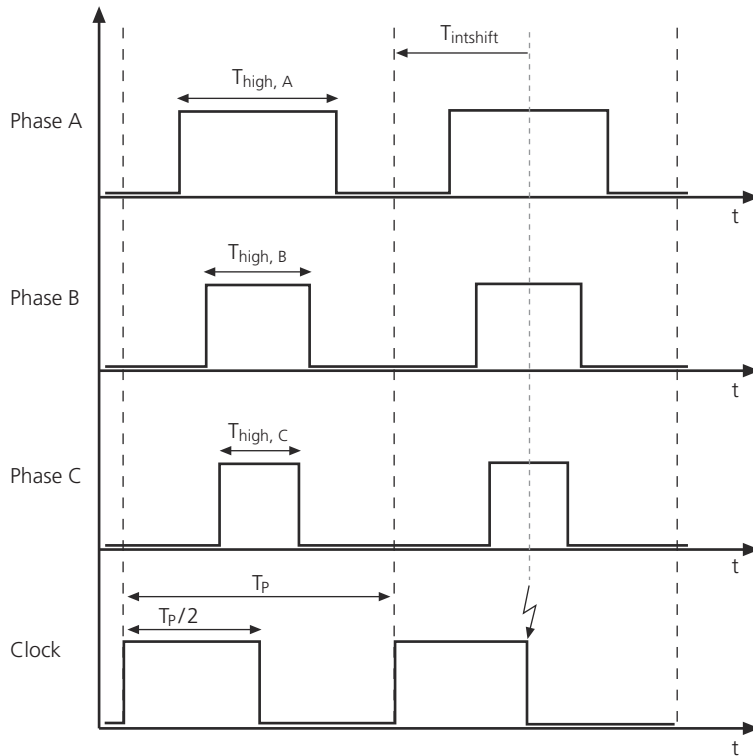 T_intshift
T_high, A
Phase A
t
T_high, B
Phase B
t
T_high, C
Phase C
t
T_P
T_P/2
Clock
t